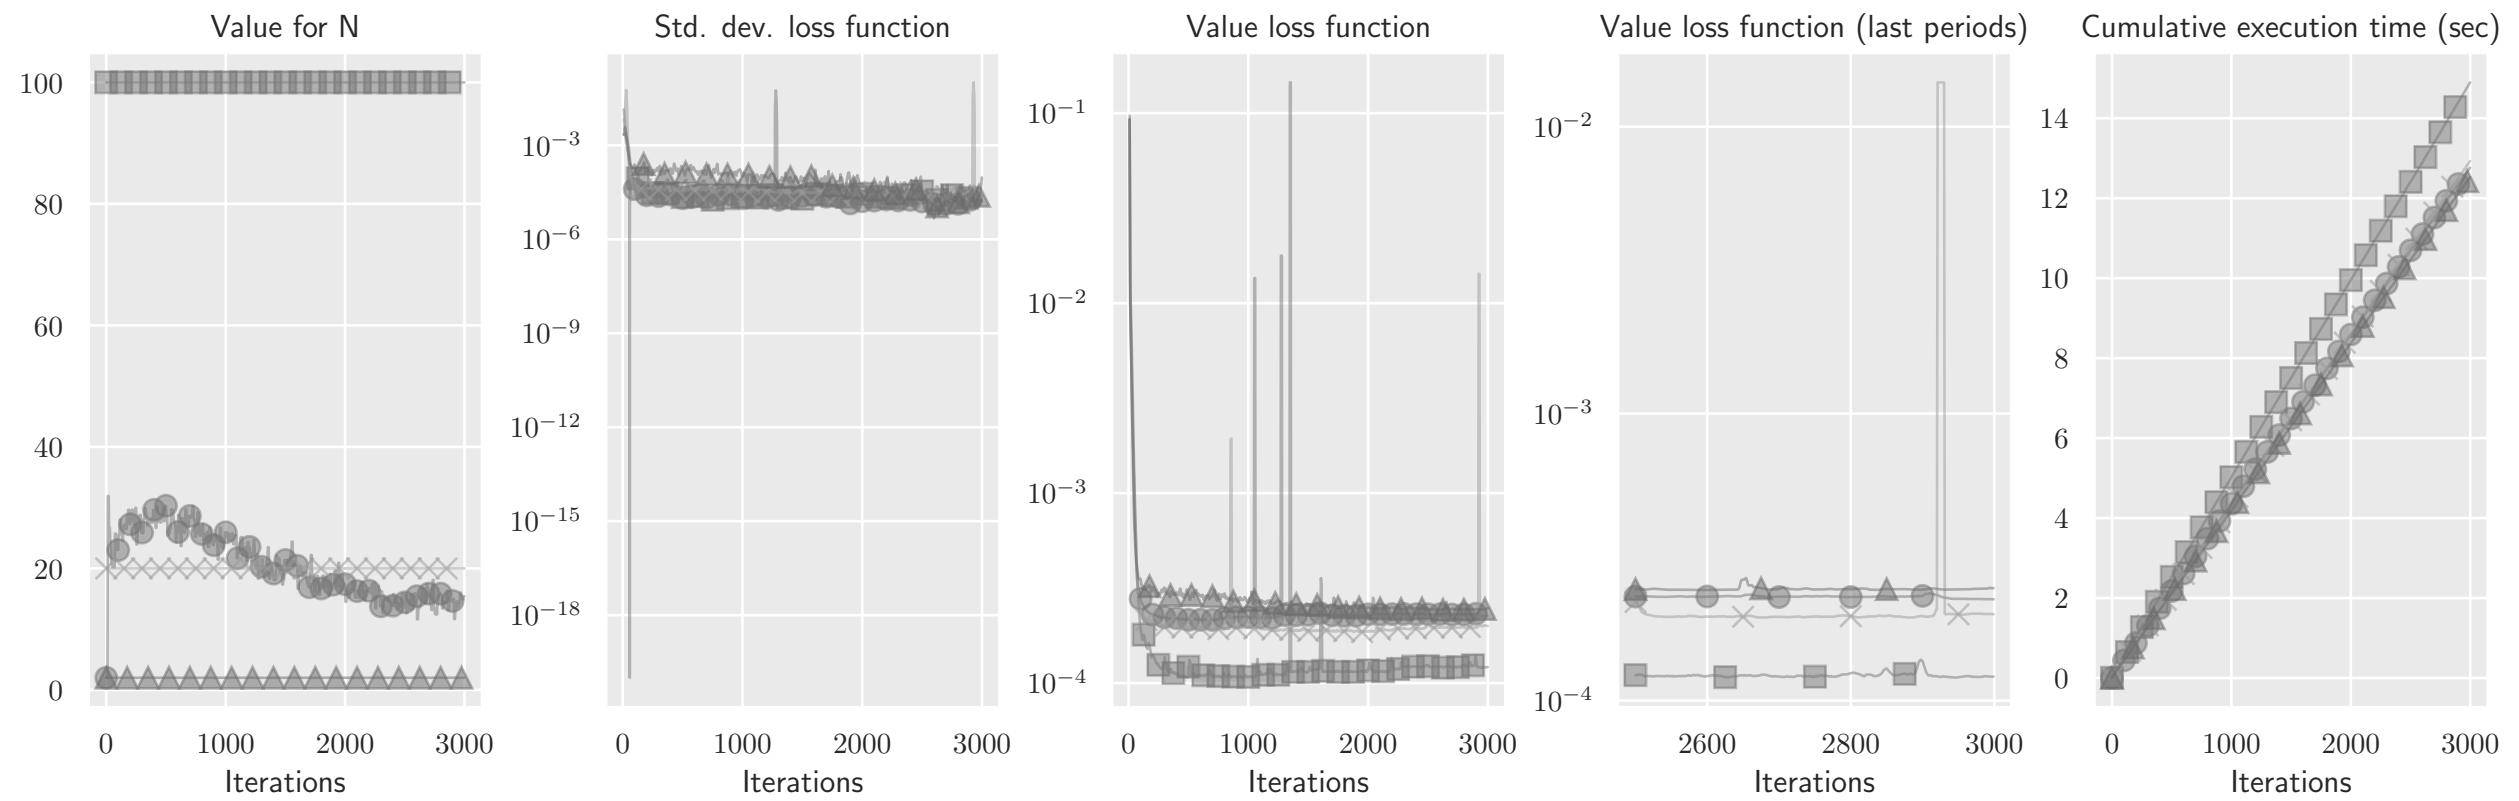 Value for N
100
80
60
40
20
0
0 1000 2000 3000
Iterations
Std. dev. loss function
10⁻³
10⁻⁶
10⁻⁹
10⁻¹²
10⁻¹⁵
10⁻¹⁸
0 1000 2000 3000
Iterations
Value loss function
10⁻¹
10⁻²
10⁻³
10⁻⁴
0 1000 2000 3000
Iterations
Value loss function (last periods)
10⁻²
10⁻³
10⁻⁴
2600 2800 3000
Iterations
Cumulative execution time (sec)
14
12
10
8
6
4
2
0
0 1000 2000 3000
Iterations